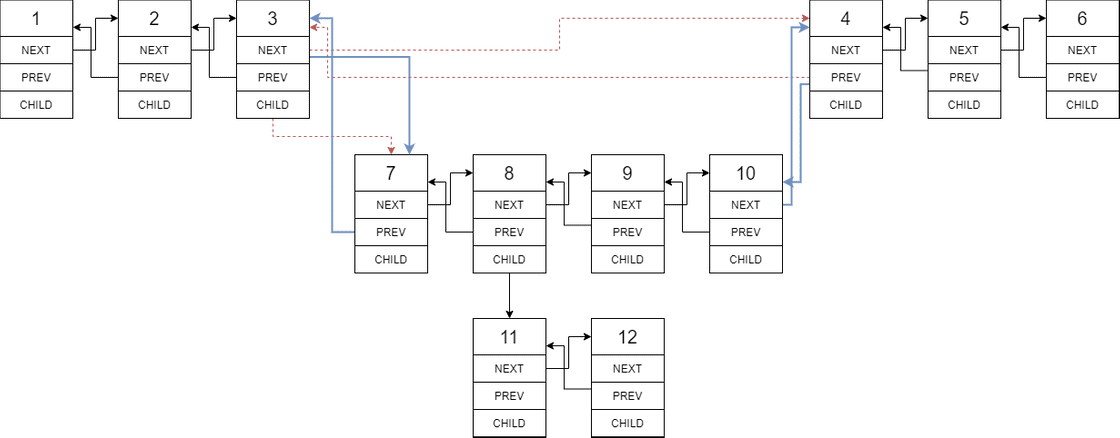 1 2 3 4 5 6
NEXT NEXT NEXT NEXT NEXT NEXT
PREV PREV PREV PREV PREV PREV
CHILD CHILD CHILD CHILD CHILD CHILD
7 8 9 10
NEXT NEXT NEXT NEXT
PREV PREV PREV PREV
CHILD CHILD CHILD CHILD
11 12
NEXT NEXT
PREV PREV
CHILD CHILD